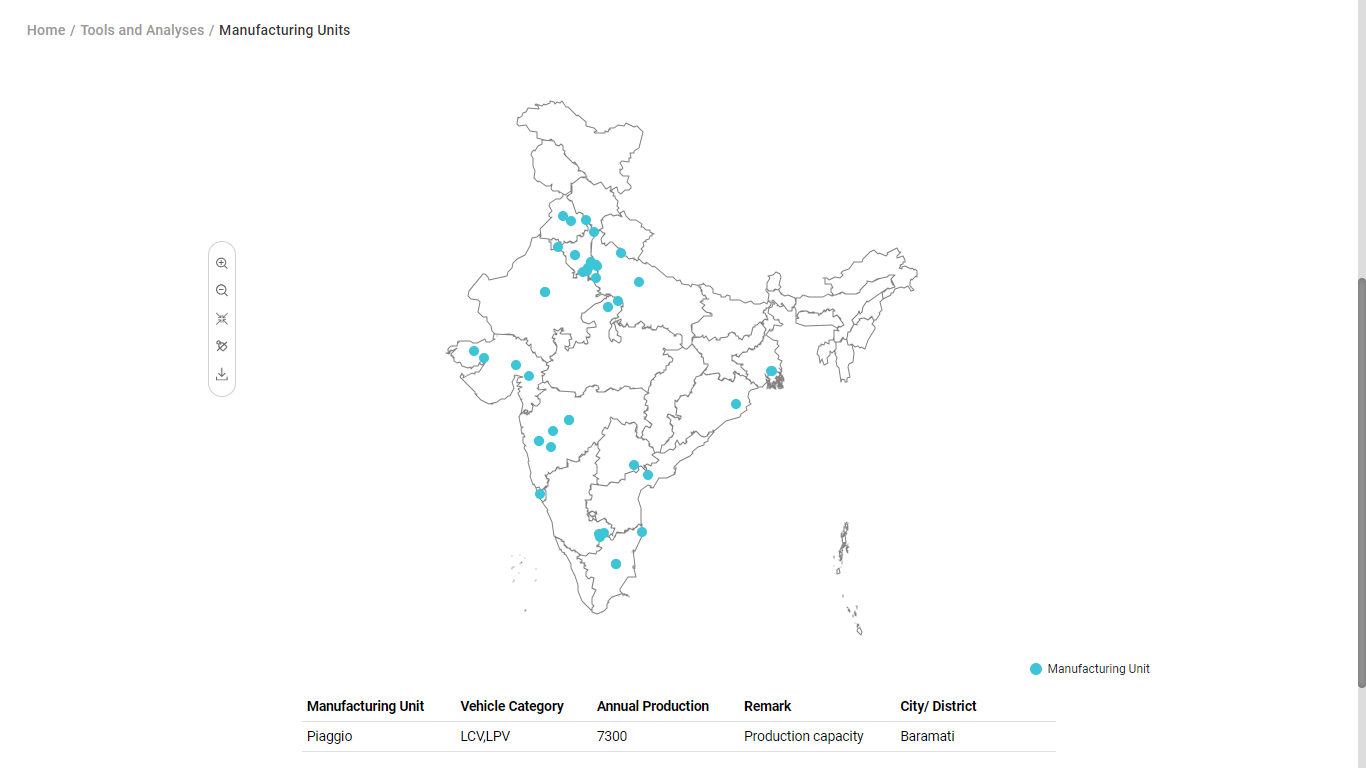 Home / Tools and Analyses / Manufacturing Units
Manufacturing Unit
Manufacturing Unit Vehicle Category Annual Production Remark City/ District
Piaggio LCV,LPV 7300 Production capacity Baramati